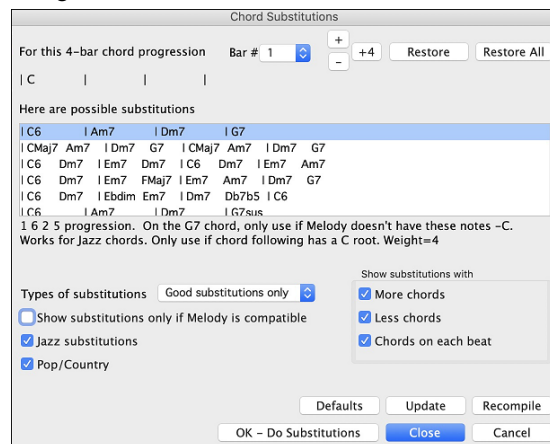 Chord Substitutions
For this 4-bar chord progression Bar # 1 + - +4 Restore Restore All
| C | | |
Here are possible substitutions
| C6 | Am7 | Dm7 | G7
| CMaj7 Am7 | Dm7 G7 | CMaj7 Am7 | Dm7 G7
| C6 Dm7 | Em7 Dm7 | C6 Dm7 | Em7 Am7
| C6 Dm7 | Em7 FMaj7 | Em7 Am7 | Dm7 G7
| C6 Dm7 | Ebdim Em7 | Dm7 Db7b5 | C6
| C6 | Am7 | Dm7 | G7sus
1 6 2 5 progression. On the G7 chord, only use if Melody doesn't have these notes -C.
Works for Jazz chords. Only use if chord following has a C root. Weight=4
Show substitutions with
Types of substitutions Good substitutions only More chords
Show substitutions only if Melody is compatible Less chords
Jazz substitutions Chords on each beat
Pop/Country
Defaults Update Recompile
OK - Do Substitutions Close Cancel